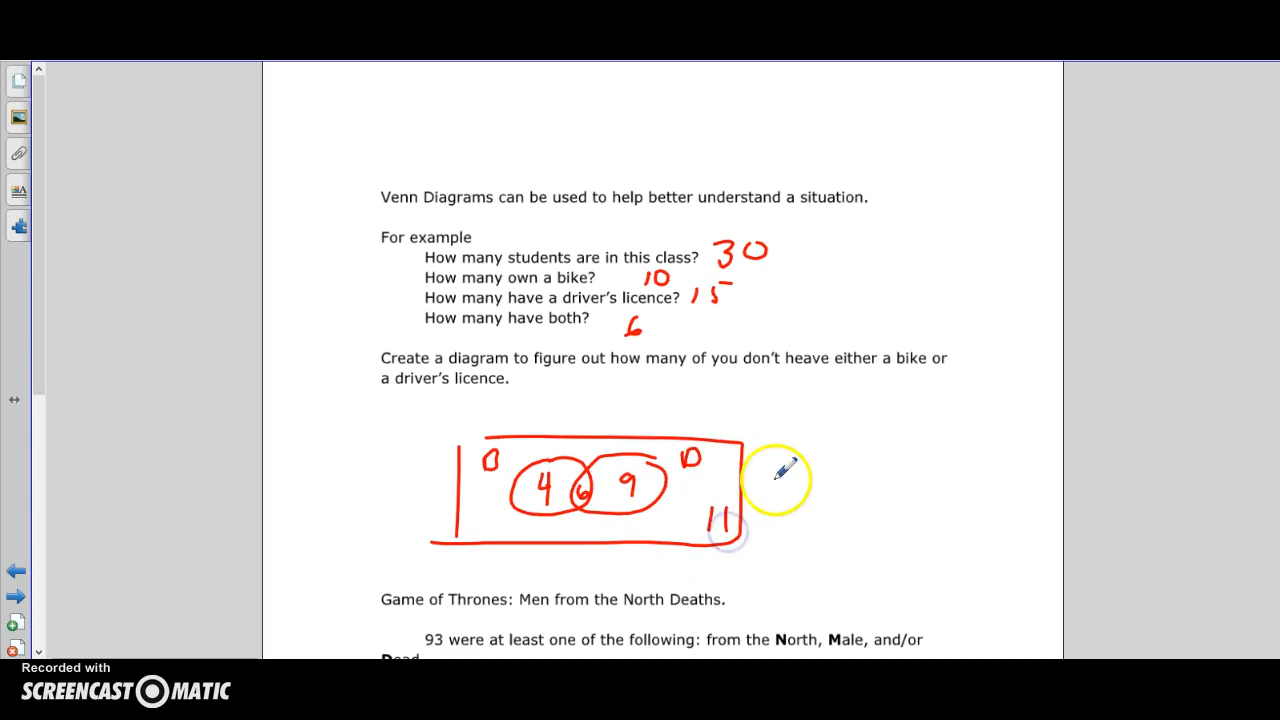 Venn Diagrams can be used to help better understand a situation.
For example
How many students are in this class? 30
How many own a bike? 10
How many have a driver's licence? 15
How many have both? 6
Create a diagram to figure out how many of you don't heave either a bike or
a driver's licence.
B D
4 6 9
11
Game of Thrones: Men from the North Deaths.
93 were at least one of the following: from the North, Male, and/or
Dead
Recorded with
SCREENCAST O MATIC